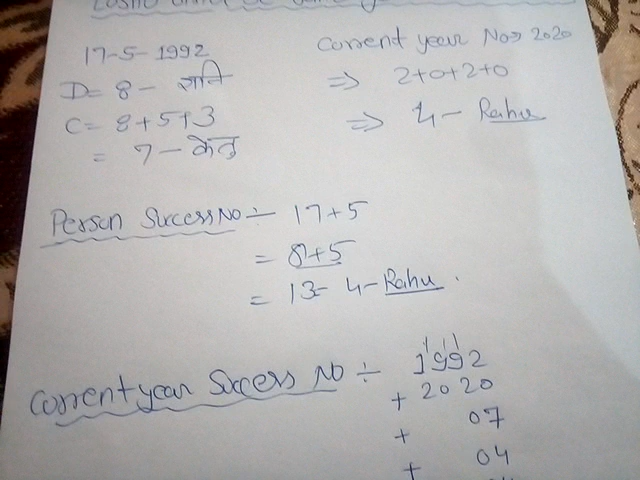 17-5-1992
Current year No⇒ 2020
D= 8 - शनि
⇒ 2+0+2+0
C= 8+5+3
⇒ 4 - Rahu
= 7 - केतु
Person Success No ÷ 17+5
= 8+5
= 13 - 4 - Rahu.
Current year Success No ÷ 1992
+ 2020
+ 07
+ 04